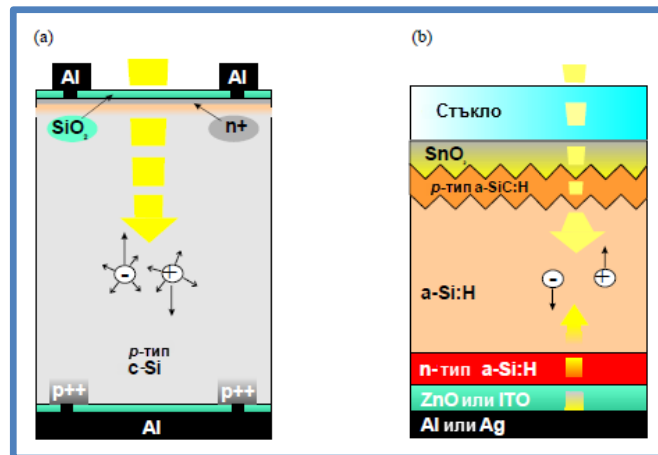 (a)
Al
Al
SiO₂
n+
-
+
p-тип
c-Si
p++
p++
Al
(b)
Стъкло
SnO₂
p-тип a-SiC:H
-
+
a-Si:H
n-тип a-Si:H
ZnO или ITO
Al или Ag